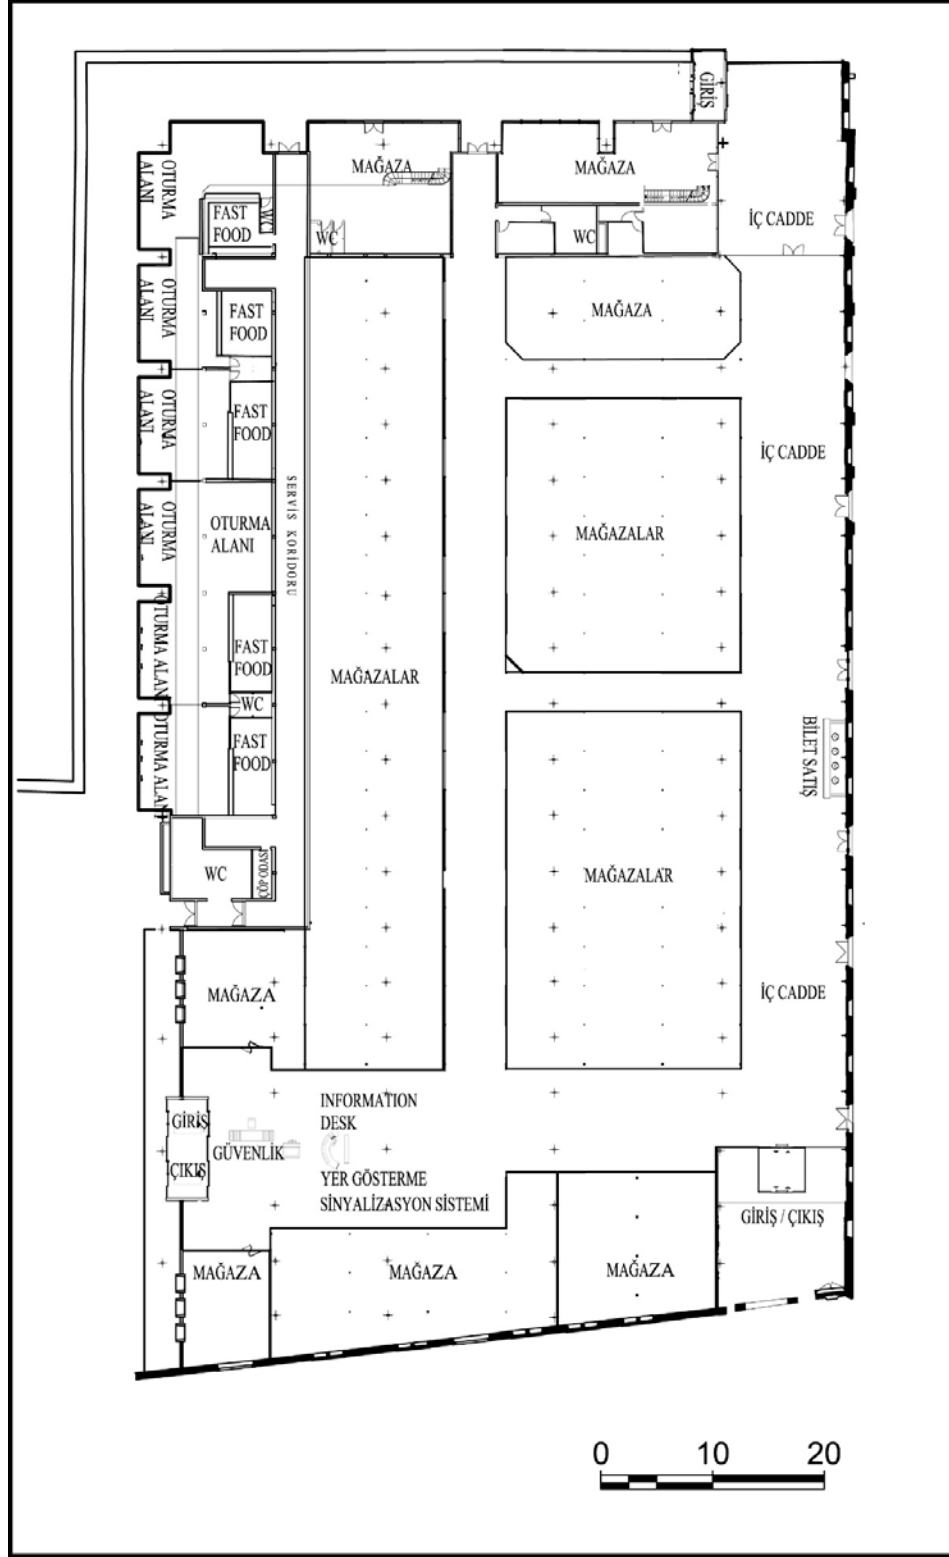 GİRİŞ
OTURMA
ALANI
FAST
FOOD
WC
MAĞAZA
WC
MAĞAZA
WC
İÇ CADDE
OTURMA
ALANI
FAST
FOOD
MAĞAZA
OTURMA
ALANI
FAST
FOOD
İÇ CADDE
OTURMA
ALANI
OTURMA
ALANI
SERVİS KORİDORU
MAĞAZALAR
OTURMA ALANI
FAST
FOOD
MAĞAZALAR
WC
OTURMA ALANI
FAST
FOOD
BİLET SATIŞ
WC
ÇÖP ODASI
MAĞAZALAR
MAĞAZA
İÇ CADDE
GİRİŞ
ÇIKIŞ
GÜVENLİK
INFORMATION
DESK
YER GÖSTERME
SİNYALİZASYON SİSTEMİ
GİRİŞ / ÇIKIŞ
MAĞAZA
MAĞAZA
MAĞAZA
0 10 20